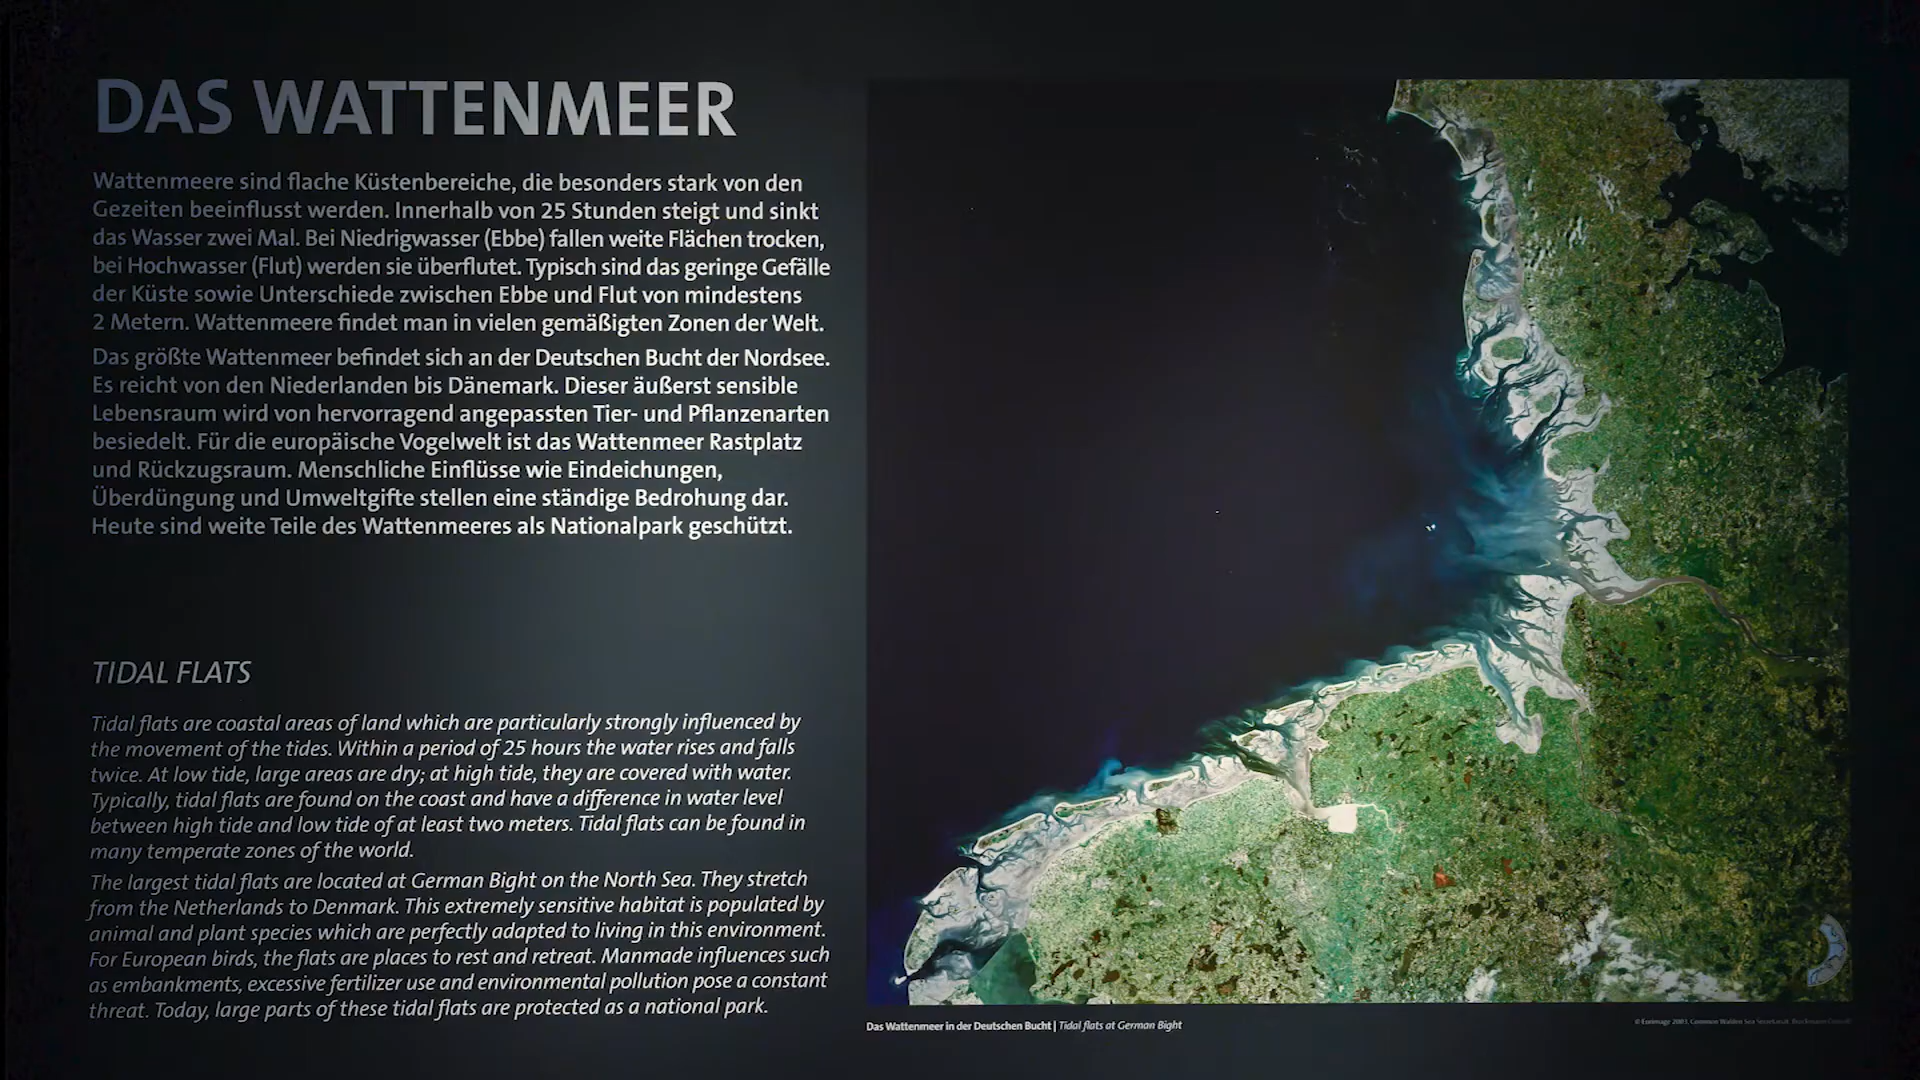 DAS WATTENMEER
Wattenmeere sind flache Küstenbereiche, die besonders stark von den
Gezeiten beeinflusst werden. Innerhalb von 25 Stunden steigt und sinkt
das Wasser zwei Mal. Bei Niedrigwasser (Ebbe) fallen weite Flächen trocken,
bei Hochwasser (Flut) werden sie überflutet. Typisch sind das geringe Gefälle
der Küste sowie Unterschiede zwischen Ebbe und Flut von mindestens
2 Metern. Wattenmeere findet man in vielen gemäßigten Zonen der Welt.
Das größte Wattenmeer befindet sich an der Deutschen Bucht der Nordsee.
Es reicht von den Niederlanden bis Dänemark. Dieser äußerst sensible
Lebensraum wird von hervorragend angepassten Tier- und Pflanzenarten
besiedelt. Für die europäische Vogelwelt ist das Wattenmeer Rastplatz
und Rückzugsraum. Menschliche Einflüsse wie Eindeichungen,
Überdüngung und Umweltgifte stellen eine ständige Bedrohung dar.
Heute sind weite Teile des Wattenmeeres als Nationalpark geschützt.
TIDAL FLATS
Tidal flats are coastal areas of land which are particularly strongly influenced by
the movement of the tides. Within a period of 25 hours the water rises and falls
twice. At low tide, large areas are dry; at high tide, they are covered with water.
Typically, tidal flats are found on the coast and have a difference in water level
between high tide and low tide of at least two meters. Tidal flats can be found in
many temperate zones of the world.
The largest tidal flats are located at German Bight on the North Sea. They stretch
from the Netherlands to Denmark. This extremely sensitive habitat is populated by
animal and plant species which are perfectly adapted to living in this environment.
For European birds, the flats are places to rest and retreat. Manmade influences such
as embankments, excessive fertilizer use and environmental pollution pose a constant
threat. Today, large parts of these tidal flats are protected as a national park.
Das Wattenmeer in der Deutschen Bucht | Tidal flats at German Bight
© Eurimage 2003, Common Wadden Sea Secretariat,